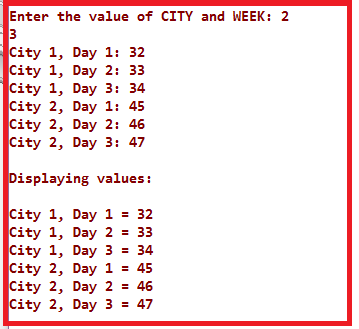 Enter the value of CITY and WEEK: 2
3
City 1, Day 1: 32
City 1, Day 2: 33
City 1, Day 3: 34
City 2, Day 1: 45
City 2, Day 2: 46
City 2, Day 3: 47
Displaying values:
City 1, Day 1 = 32
City 1, Day 2 = 33
City 1, Day 3 = 34
City 2, Day 1 = 45
City 2, Day 2 = 46
City 2, Day 3 = 47